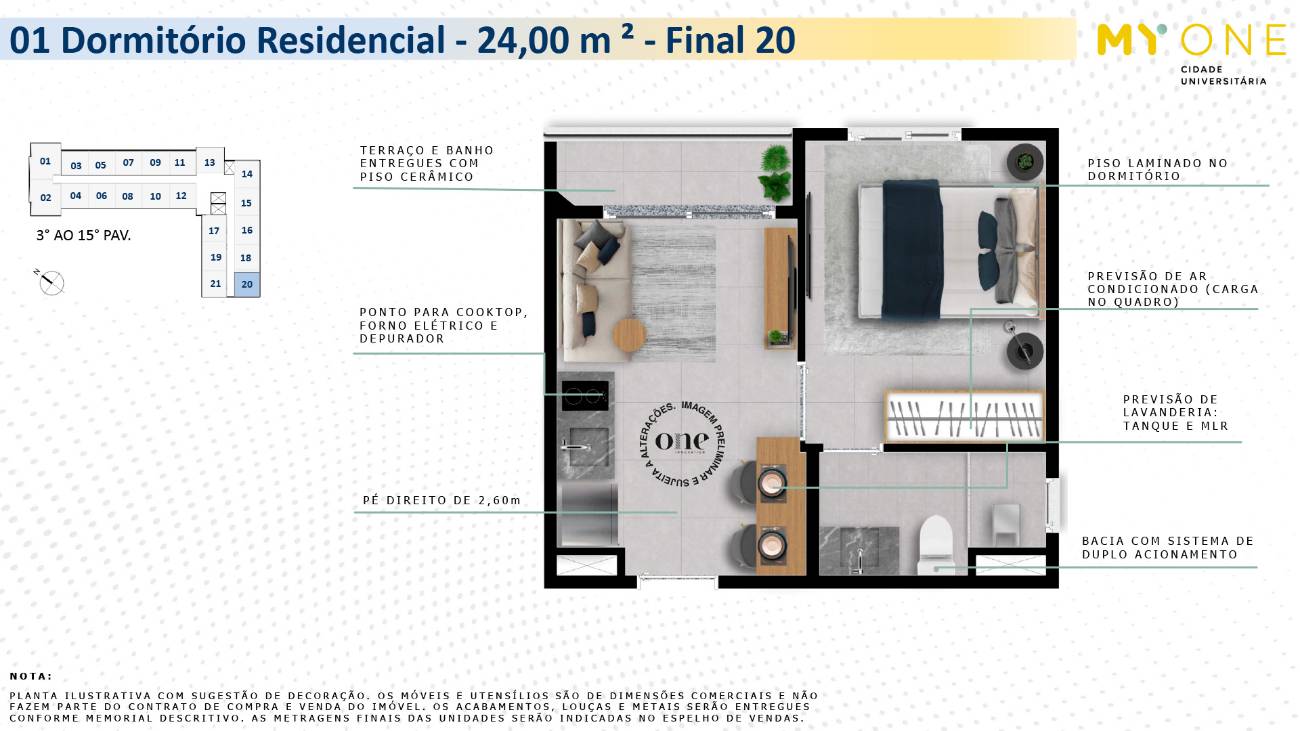 01 Dormitório Residencial - 24,00 m ² - Final 20
MY ONE
CIDADE
UNIVERSITÁRIA
01 03 05 07 09 11 13
14
02 04 06 08 10 12
15
17 16
19 18
21 20
3° AO 15° PAV.
N
TERRAÇO E BANHO
ENTREGUES COM
PISO CERÂMICO
PONTO PARA COOKTOP,
FORNO ELÉTRICO E
DEPURADOR
PÉ DIREITO DE 2,60m
IMAGEM PRELIMINAR E SUJEITA A ALTERAÇÕES.
one
PISO LAMINADO NO
DORMITÓRIO
PREVISÃO DE AR
CONDICIONADO (CARGA
NO QUADRO)
PREVISÃO DE
LAVANDERIA:
TANQUE E MLR
BACIA COM SISTEMA DE
DUPLO ACIONAMENTO
NOTA:
PLANTA ILUSTRATIVA COM SUGESTÃO DE DECORAÇÃO. OS MÓVEIS E UTENSÍLIOS SÃO DE DIMENSÕES COMERCIAIS E NÃO
FAZEM PARTE DO CONTRATO DE COMPRA E VENDA DO IMÓVEL. OS ACABAMENTOS, LOUÇAS E METAIS SERÃO ENTREGUES
CONFORME MEMORIAL DESCRITIVO. AS METRAGENS FINAIS DAS UNIDADES SERÃO INDICADAS NO ESPELHO DE VENDAS.